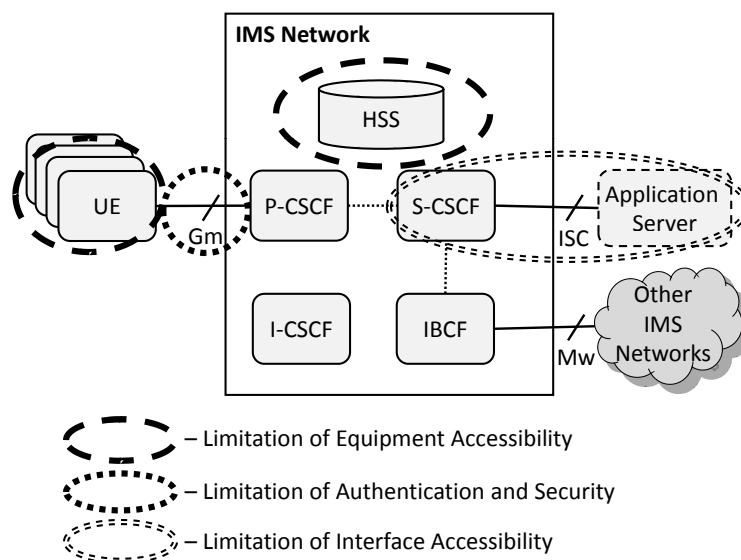 IMS Network
HSS
UE
Gm
P-CSCF
S-CSCF
ISC
Application
Server
I-CSCF
IBCF
Mw
Other
IMS
Networks
– Limitation of Equipment Accessibility
– Limitation of Authentication and Security
– Limitation of Interface Accessibility